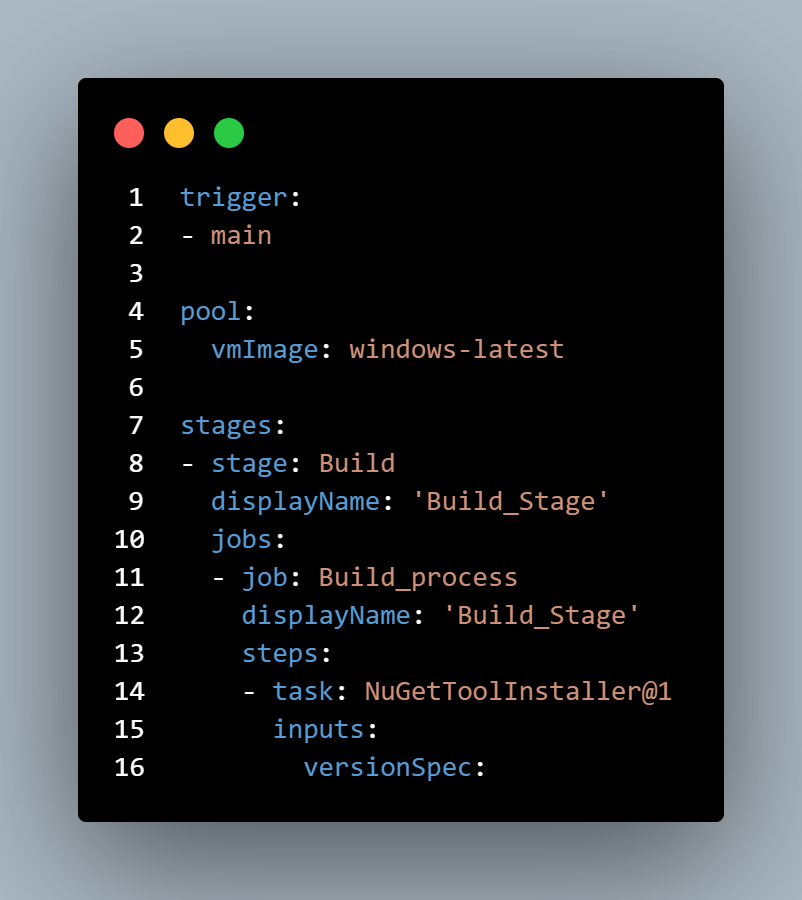 1 trigger:
2 - main
3
4 pool:
5   vmImage: windows-latest
6
7 stages:
8 - stage: Build
9   displayName: 'Build_Stage'
10   jobs:
11   - job: Build_process
12     displayName: 'Build_Stage'
13     steps:
14     - task: NuGetToolInstaller@1
15       inputs:
16         versionSpec: